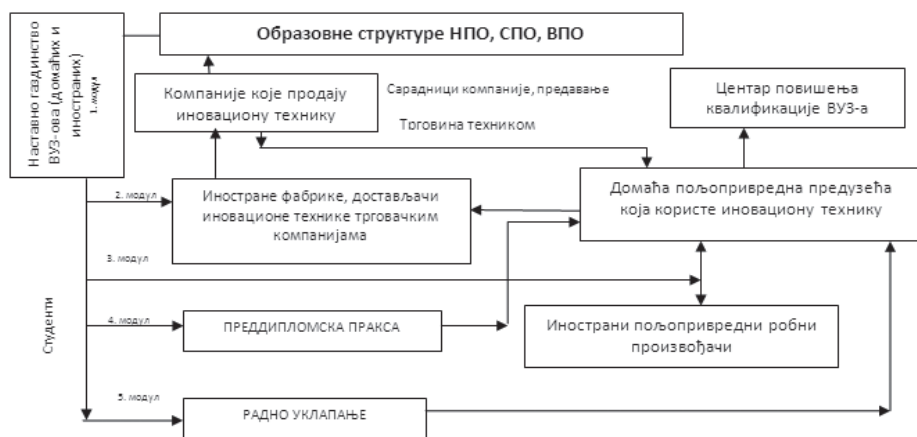 Наставно газдинство
ВУЗ-ова (домаћих и
иностраних)
1. модул
Образовне структуре НПО, СПО, ВПО
Компаније које продају
иновациону технику
Сарадници компаније, предавање
Трговина техником
Центар повишења
квалификације ВУЗ-а
2. модул
Иностране фабрике, достављачи
иновационе технике трговачким
компанијама
Домаћа пољопривредна предузећа
која користе иновациону технику
3. модул
Студенти
4. модул
ПРЕДДИПЛОМСКА ПРАКСА
Инострани пољопривредни робни
произвођачи
5. модул
РАДНО УКЛАПАЊЕ